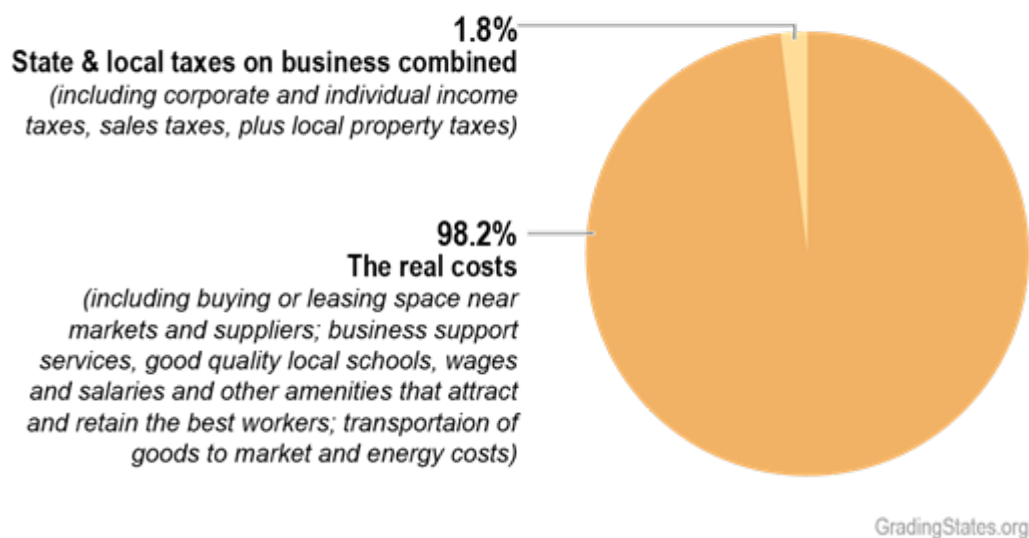 1.8%
State & local taxes on business combined
(including corporate and individual income
taxes, sales taxes, plus local property taxes)
98.2%
The real costs
(including buying or leasing space near
markets and suppliers; business support
services, good quality local schools, wages
and salaries and other amenities that attract
and retain the best workers; transportaion of
goods to market and energy costs)
GradingStates.org